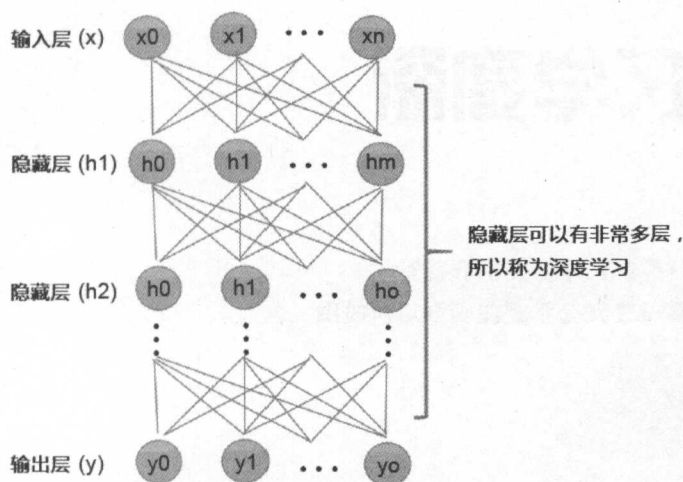 输入层 (x) x0 x1 ··· xn
隐藏层 (h1) h0 h1 ··· hm
隐藏层可以有非常多层,
所以称为深度学习
隐藏层 (h2) h0 h1 ··· ho
输出层 (y) y0 y1 ··· yo